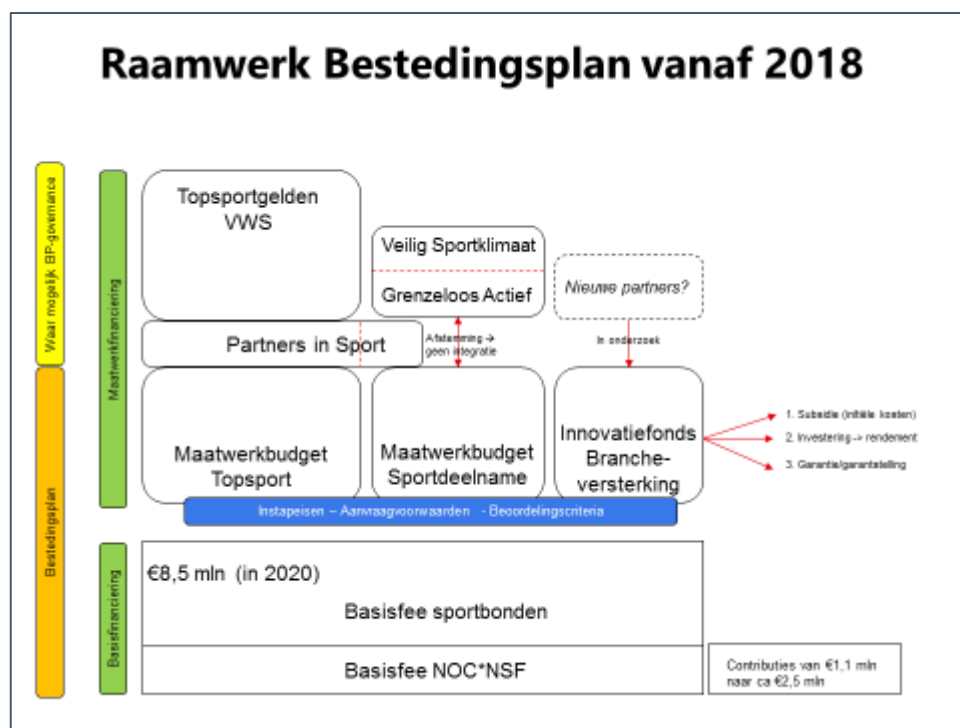 Raamwerk Bestedingsplan vanaf 2018
Waar mogelijk BP-governance
Maatwerkfinanciering
Topsportgelden
VWS
Veilig Sportklimaat
Grenzeloos Actief
Nieuwe partners?
Partners in Sport
Afstemming →
geen integratie
In onderzoek
Bestedingsplan
Maatwerkbudget
Topsport
Maatwerkbudget
Sportdeelname
Innovatiefonds
Branche-
versterking
1. Subsidie (initiële kosten)
2. Investering -> rendement
3. Garantie/garantstelling
Instapeisen – Aanvraagvoorwaarden - Beoordelingscriteria
Basisfinanciering
€8,5 mln (in 2020)
Basisfee sportbonden
Basisfee NOC*NSF
Contributies van €1,1 mln
naar ca €2,5 mln